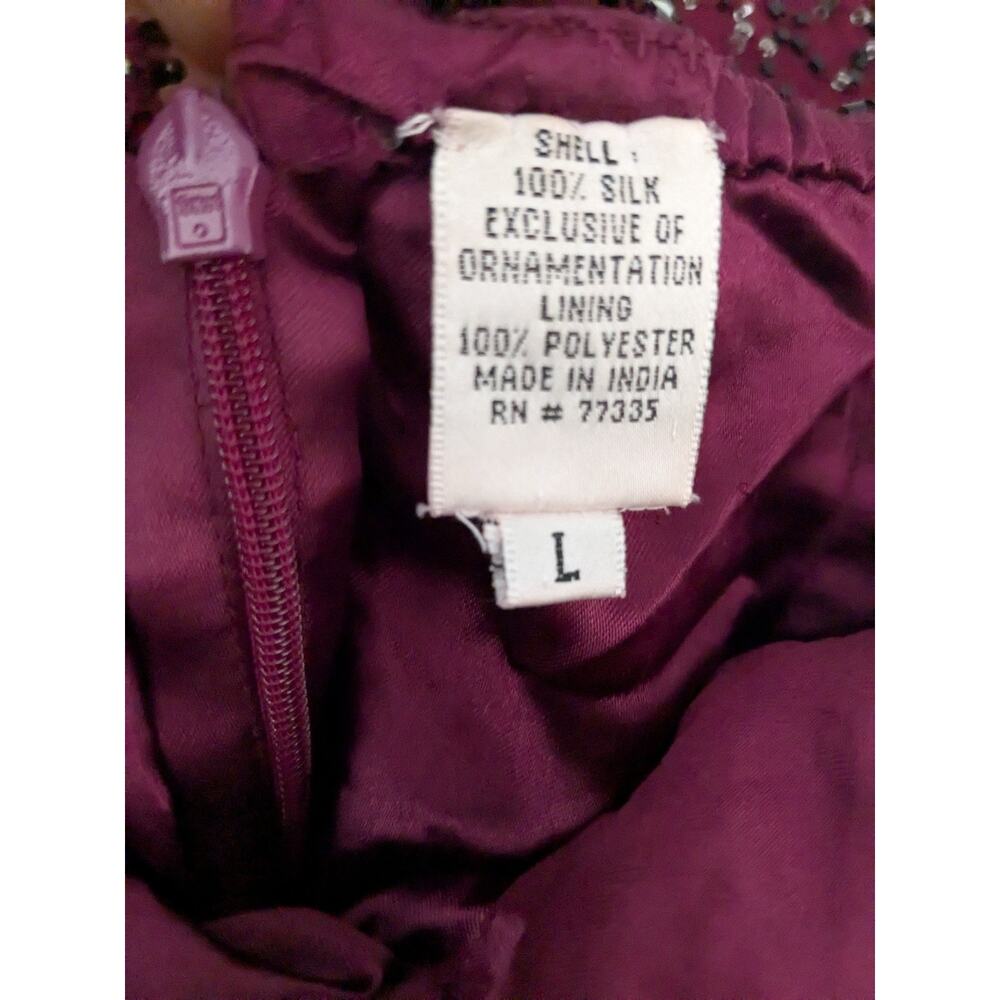 SHELL :
100% SILK
EXCLUSIVE OF
ORNAMENTATION
LINING
100% POLYESTER
MADE IN INDIA
RN # 77335
L